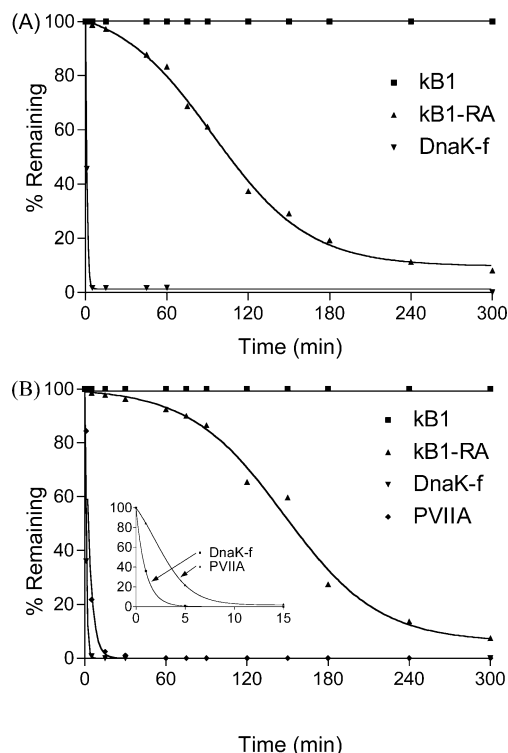 (A)
100
80
60
40
20
0
% Remaining
kB1
kB1-RA
DnaK-f
0 60 120 180 240 300
Time (min)
(B)
100
80
60
40
20
0
% Remaining
kB1
kB1-RA
DnaK-f
PVIIA
100
80
60
40
20
0
DnaK-f
PVIIA
0 5 10 15
0 60 120 180 240 300
Time (min)